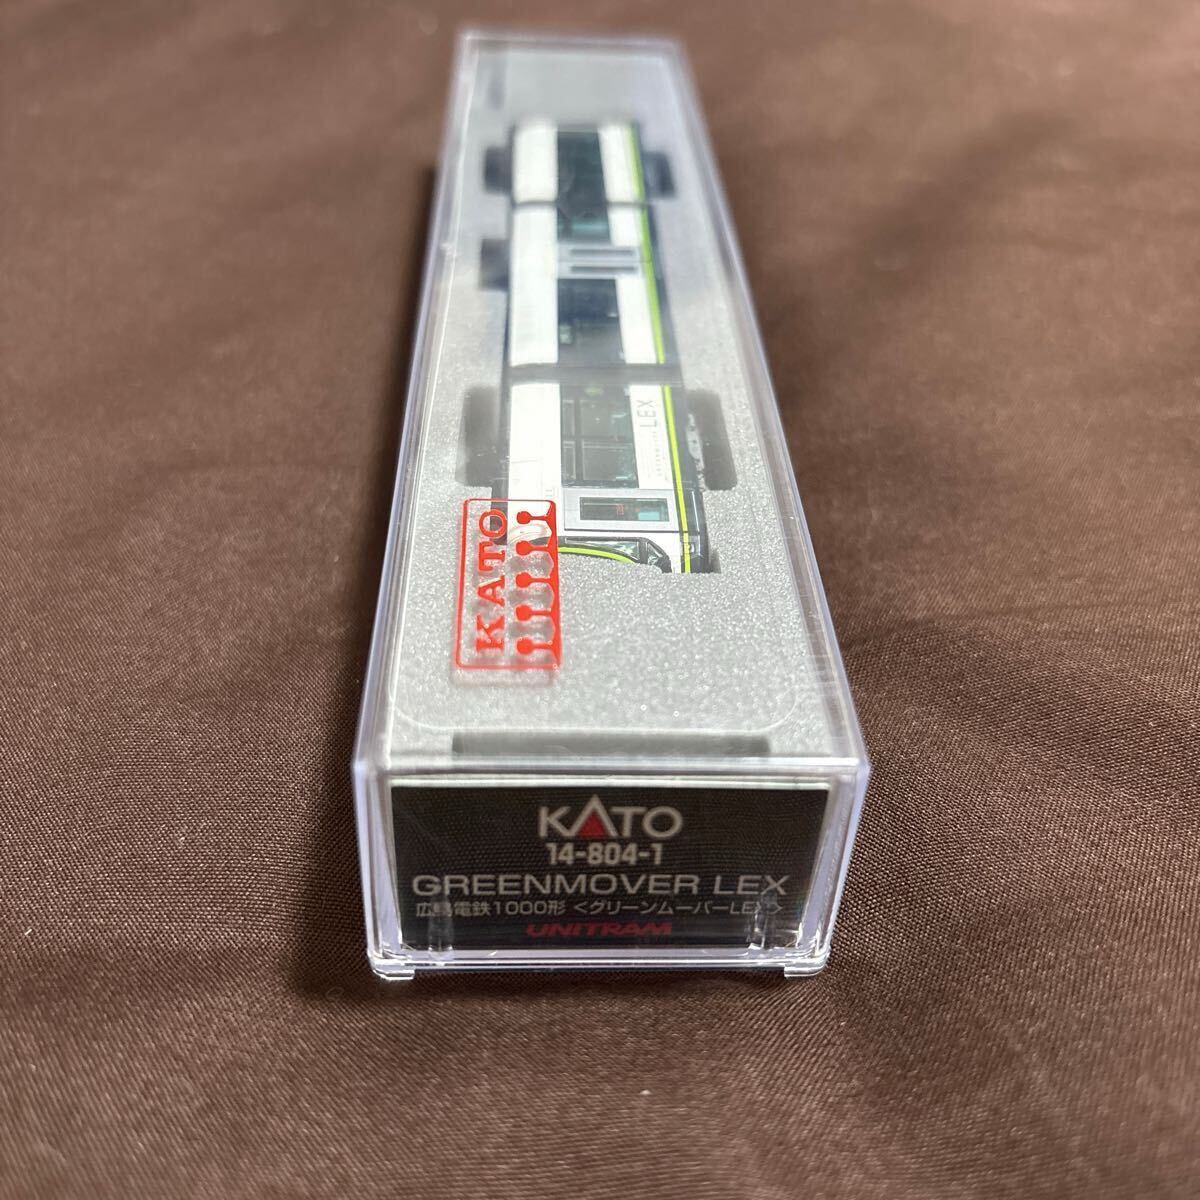 LEX
GREENMOVER
KATO
KATO
14-804-1
GREENMOVER LEX
広島電鉄1000形 <グリーンムーバーLEX>
UNITRAM